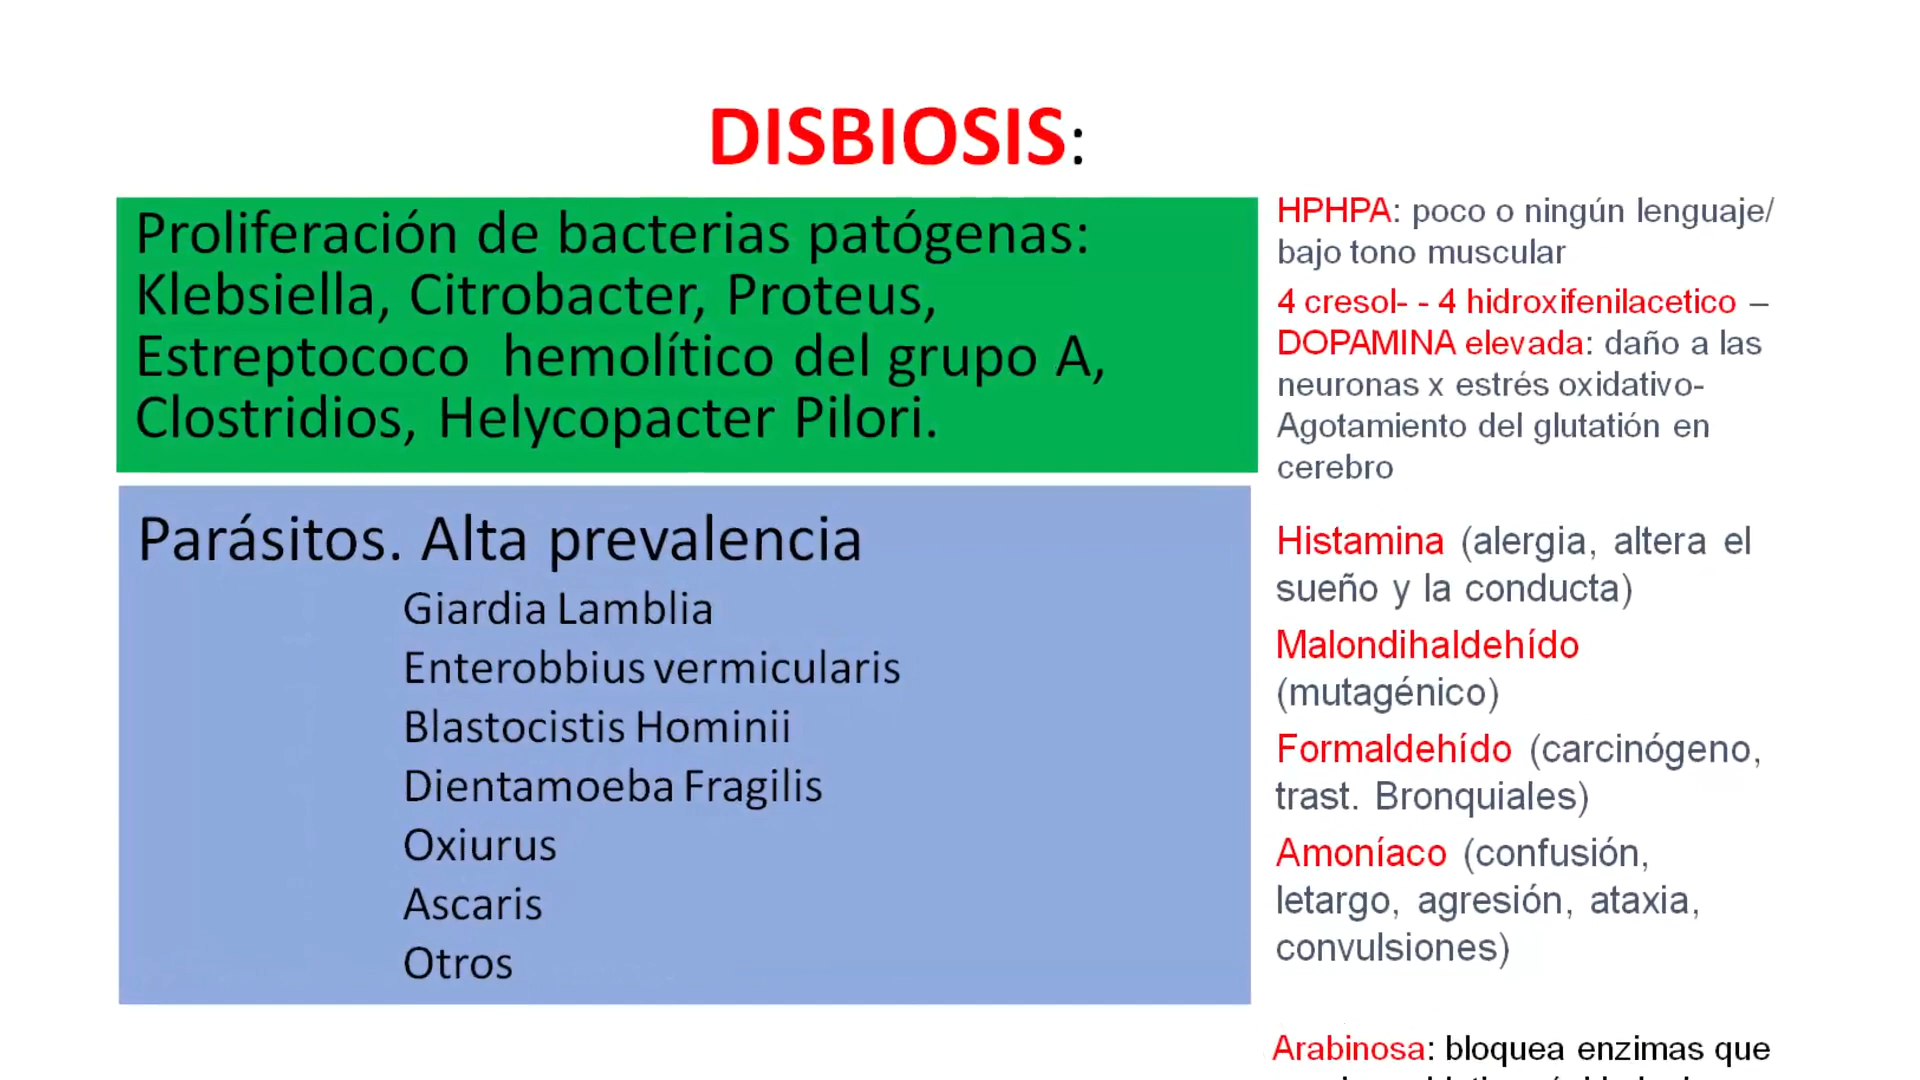 DISBIOSIS:
Proliferación de bacterias patógenas:
Klebsiella, Citrobacter, Proteus,
Estreptococo hemolítico del grupo A,
Clostridios, Helycopacter Pilori.
Parásitos. Alta prevalencia
Giardia Lamblia
Enterobbius vermicularis
Blastocistis Hominii
Dientamoeba Fragilis
Oxiurus
Ascaris
Otros
HPHPA: poco o ningún lenguaje/
bajo tono muscular
4 cresol- - 4 hidroxifenilacetico –
DOPAMINA elevada: daño a las
neuronas x estrés oxidativo-
Agotamiento del glutatión en
cerebro
Histamina (alergia, altera el
sueño y la conducta)
Malondihaldehído
(mutagénico)
Formaldehído (carcinógeno,
trast. Bronquiales)
Amoníaco (confusión,
letargo, agresión, ataxia,
convulsiones)
Arabinosa: bloquea enzimas que